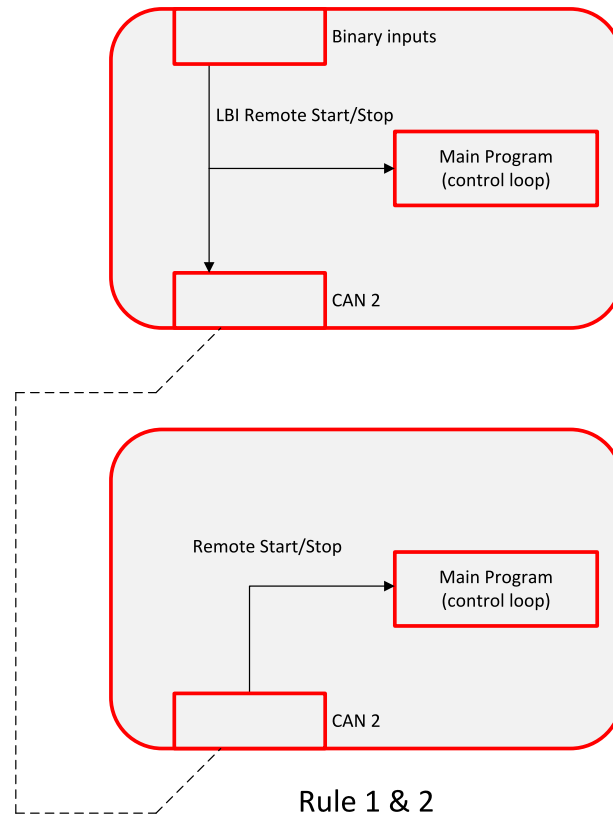 Binary inputs
LBI Remote Start/Stop
Main Program
(control loop)
CAN 2
Remote Start/Stop
Main Program
(control loop)
CAN 2
Rule 1 & 2